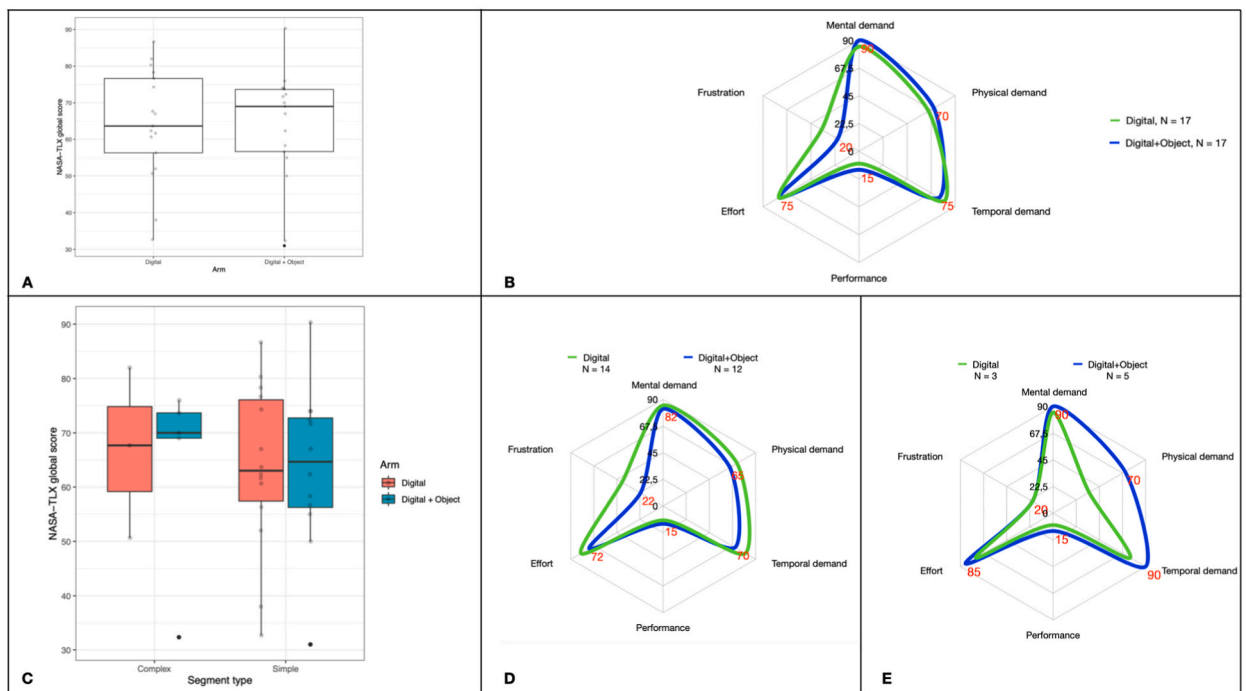 90
80
70
60
50
40
30
NASA-TLX global score
Digital
Digital + Object
Arm
A
Mental demand
90
90
67,5
45
22,5
0
Frustration
Physical demand
70
20
15
Effort
75
75
Temporal demand
Performance
Digital, N = 17
Digital+Object, N = 17
B
90
80
70
60
50
40
30
NASA-TLX global score
Complex
Simple
Segment type
Arm
Digital
Digital + Object
C
Digital
N = 14
Digital+Object
N = 12
Mental demand
90
82
67,5
45
22,5
0
Frustration
Physical demand
65
22
15
Effort
72
70
Temporal demand
Performance
D
Digital
N = 3
Digital+Object
N = 5
Mental demand
90
90
67,5
45
22,5
0
Frustration
Physical demand
70
20
15
Effort
85
90
Temporal demand
Performance
E